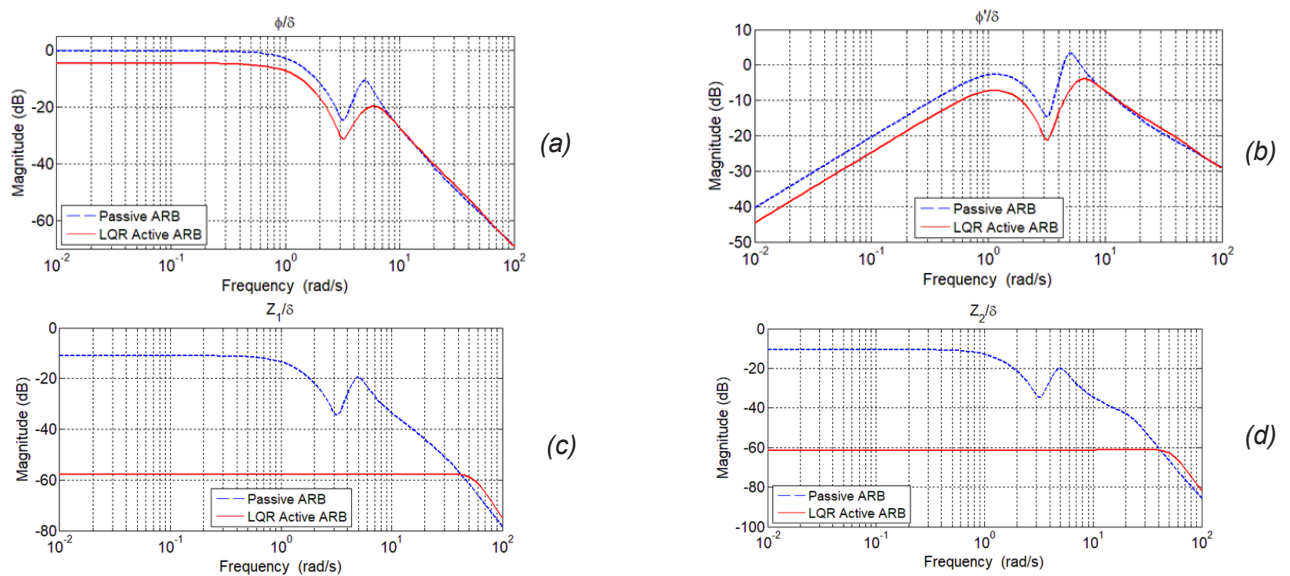 ϕ/δ
Magnitude (dB)
0
-20
-40
-60
Passive ARB
LQR Active ARB
10^-2
10^-1
10^0
10^1
10^2
Frequency (rad/s)
(a)
ϕ'/δ
Magnitude (dB)
10
0
-10
-20
-30
-40
-50
Passive ARB
LQR Active ARB
10^-2
10^-1
10^0
10^1
10^2
Frequency (rad/s)
(b)
Z_1/δ
Magnitude (dB)
0
-20
-40
-60
-80
Passive ARB
LQR Active ARB
10^-2
10^-1
10^0
10^1
10^2
Frequency (rad/s)
(c)
Z_2/δ
Magnitude (dB)
0
-20
-40
-60
-80
-100
Passive ARB
LQR Active ARB
10^-2
10^-1
10^0
10^1
10^2
Frequency (rad/s)
(d)